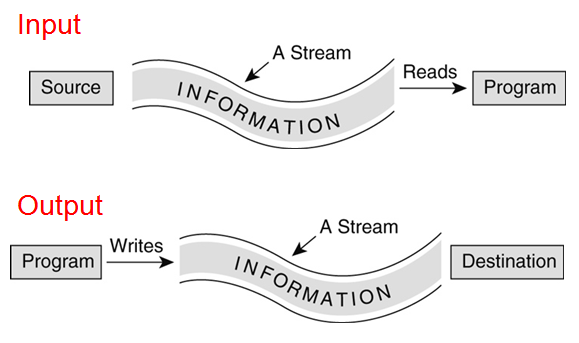 Input
A Stream
Source
INFORMATION
Reads
Program
Output
A Stream
Program
Writes
INFORMATION
Destination